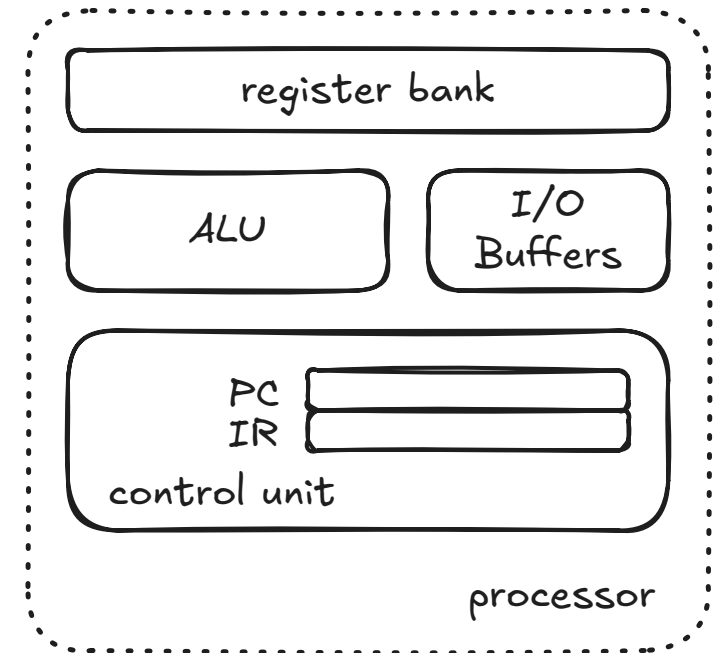 register bank
ALU
I/O
Buffers
PC
IR
control unit
processor